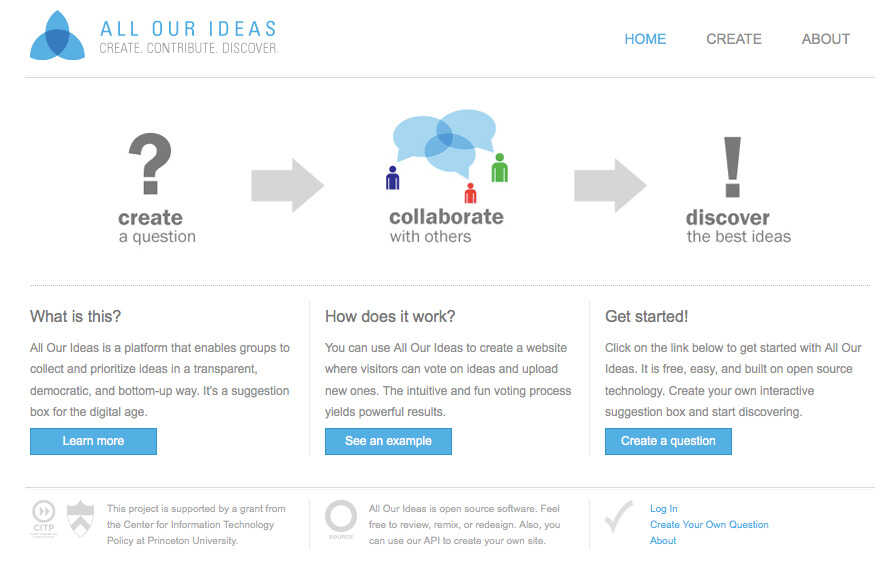 ALL OUR IDEAS
CREATE. CONTRIBUTE. DISCOVER.
HOME
CREATE
ABOUT
?
create
a question
collaborate
with others
!
discover
the best ideas
What is this?
All Our Ideas is a platform that enables groups to
collect and prioritize ideas in a transparent,
democratic, and bottom-up way. It's a suggestion
box for the digital age.
Learn more
How does it work?
You can use All Our Ideas to create a website
where visitors can vote on ideas and upload
new ones. The intuitive and fun voting process
yields powerful results.
See an example
Get started!
Click on the link below to get started with All Our
Ideas. It is free, easy, and built on open source
technology. Create your own interactive
suggestion box and start discovering.
Create a question
CITP
This project is supported by a grant from
the Center for Information Technology
Policy at Princeton University.
SOURCE
All Our Ideas is open source software. Feel
free to review, remix, or redesign. Also, you
can use our API to create your own site.
Log In
Create Your Own Question
About